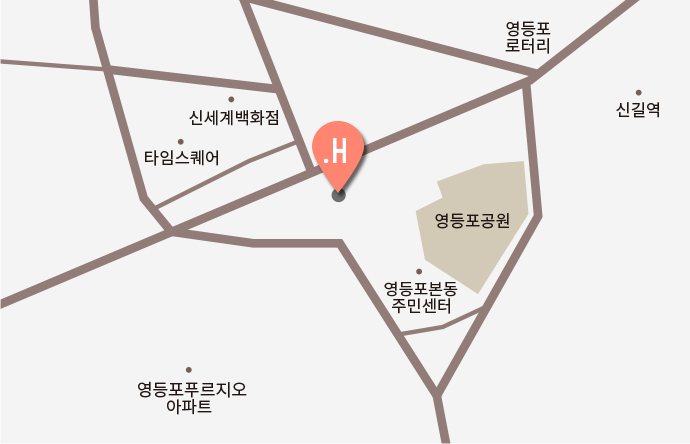 영등포
로터리
신길역
신세계백화점
타임스퀘어
.H
영등포공원
영등포본동
주민센터
영등포푸르지오
아파트